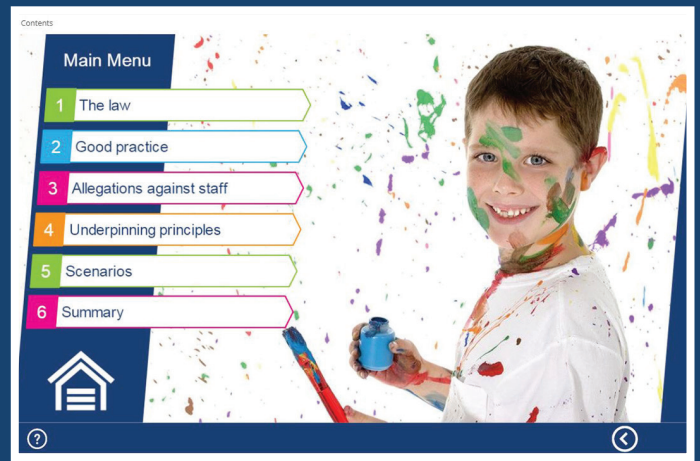 Contents
Main Menu
1 The law
2 Good practice
3 Allegations against staff
4 Underpinning principles
5 Scenarios
6 Summary
?